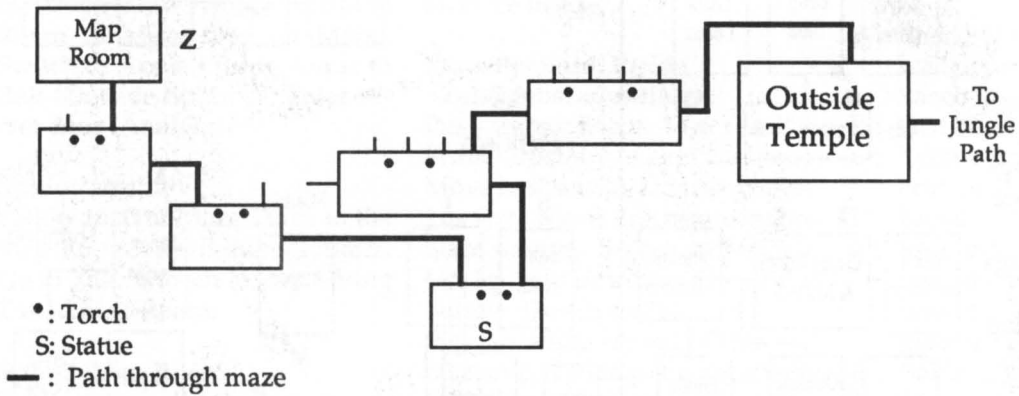 Map
Room
Z
Outside
Temple
To
Jungle
Path
S
•: Torch
S: Statue
— : Path through maze